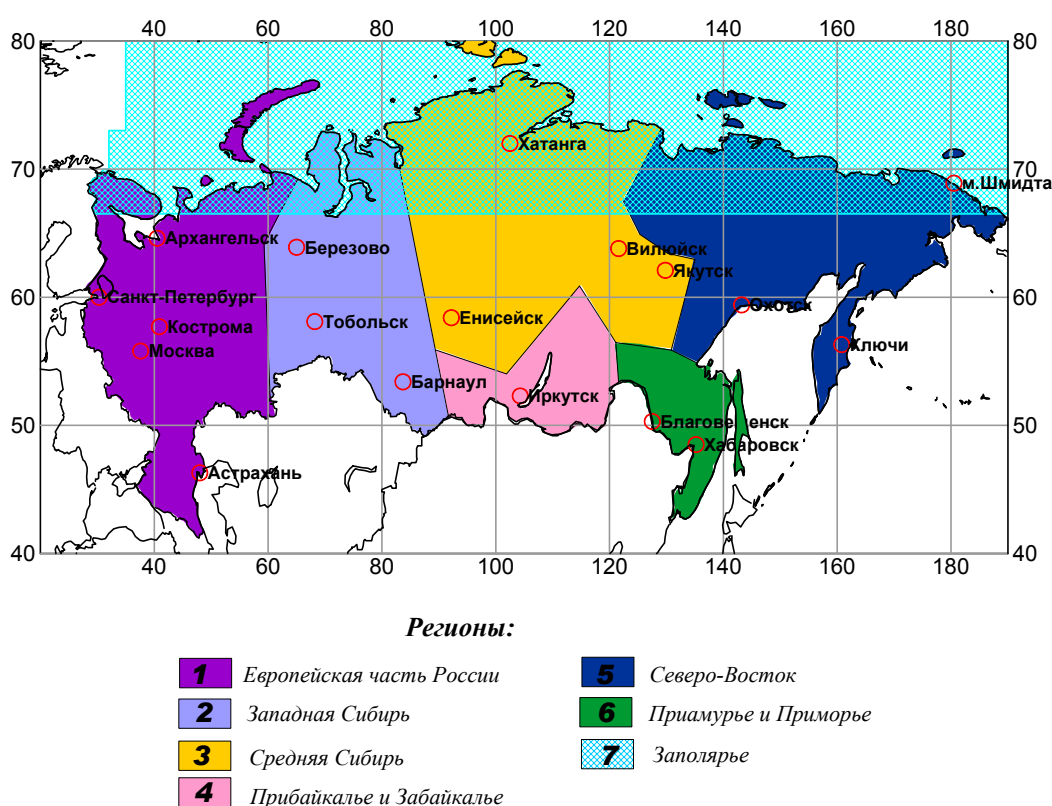 40 60 80 100 120 140 160 180
80 80
Хатанга
70 70
м.Шмидта
Архангельск
Березово
Вилюйск
Якутск
60 Санкт-Петербург Охотск 60
Енисейск
Тобольск
Кострома
Москва Ключи
Барнаул
Иркутск
50 Благовещенск 50
Хабаровск
Астрахань
40 40
40 60 80 100 120 140 160 180
Регионы:
1 Европейская часть России
2 Западная Сибирь
3 Средняя Сибирь
4 Прибайкалье и Забайкалье
5 Северо-Восток
6 Приамурье и Приморье
7 Заполярье